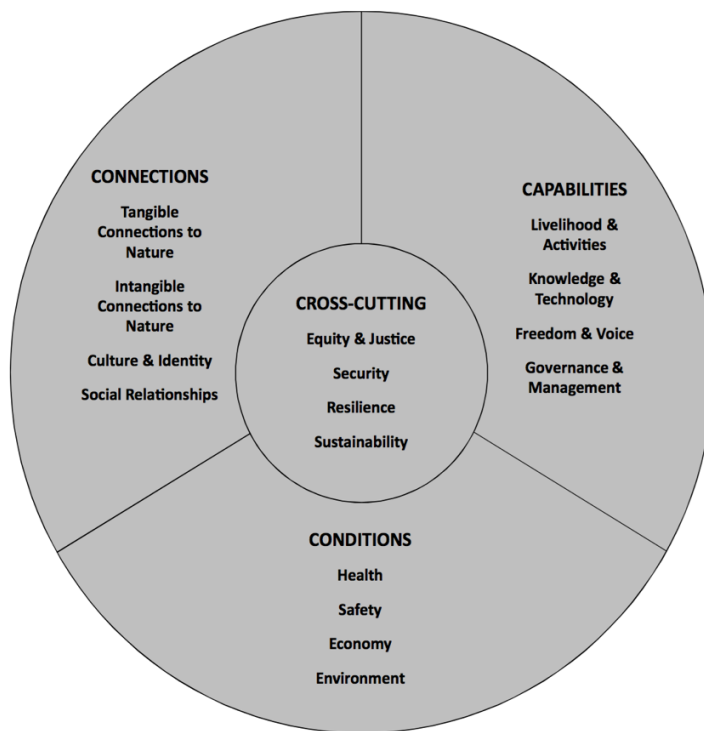 CONNECTIONS
Tangible
Connections to
Nature
Intangible
Connections to
Nature
Culture & Identity
Social Relationships
CAPABILITIES
Livelihood &
Activities
Knowledge &
Technology
Freedom & Voice
Governance &
Management
CROSS-CUTTING
Equity & Justice
Security
Resilience
Sustainability
CONDITIONS
Health
Safety
Economy
Environment